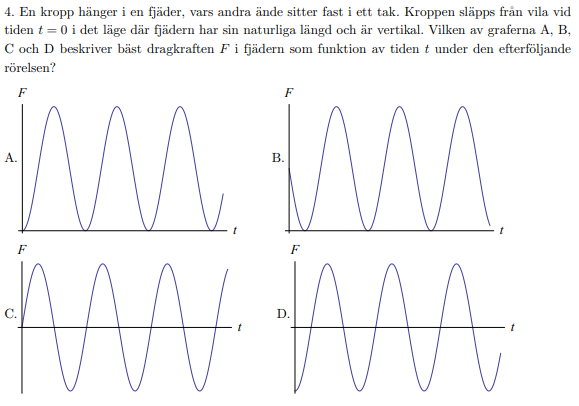 4. En kropp hänger i en fjäder, vars andra ände sitter fast i ett tak. Kroppen släpps från vila vid
tiden t = 0 i det läge där fjädern har sin naturliga längd och är vertikal. Vilken av graferna A, B,
C och D beskriver bäst dragkraften F i fjädern som funktion av tiden t under den efterföljande
rörelsen?
F F
A. B.
t t
F F
C. D.
t t